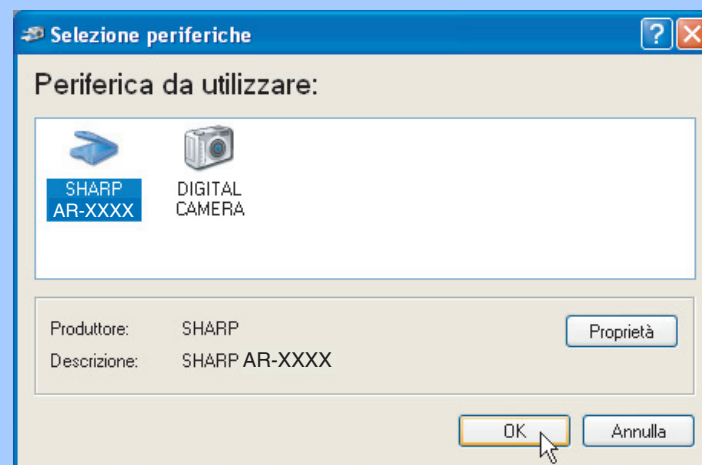 Selezione periferiche
Periferica da utilizzare:
SHARP
AR-XXXX
DIGITAL
CAMERA
Produttore: SHARP
Proprietà
Descrizione: SHARP AR-XXXX
OK
Annulla